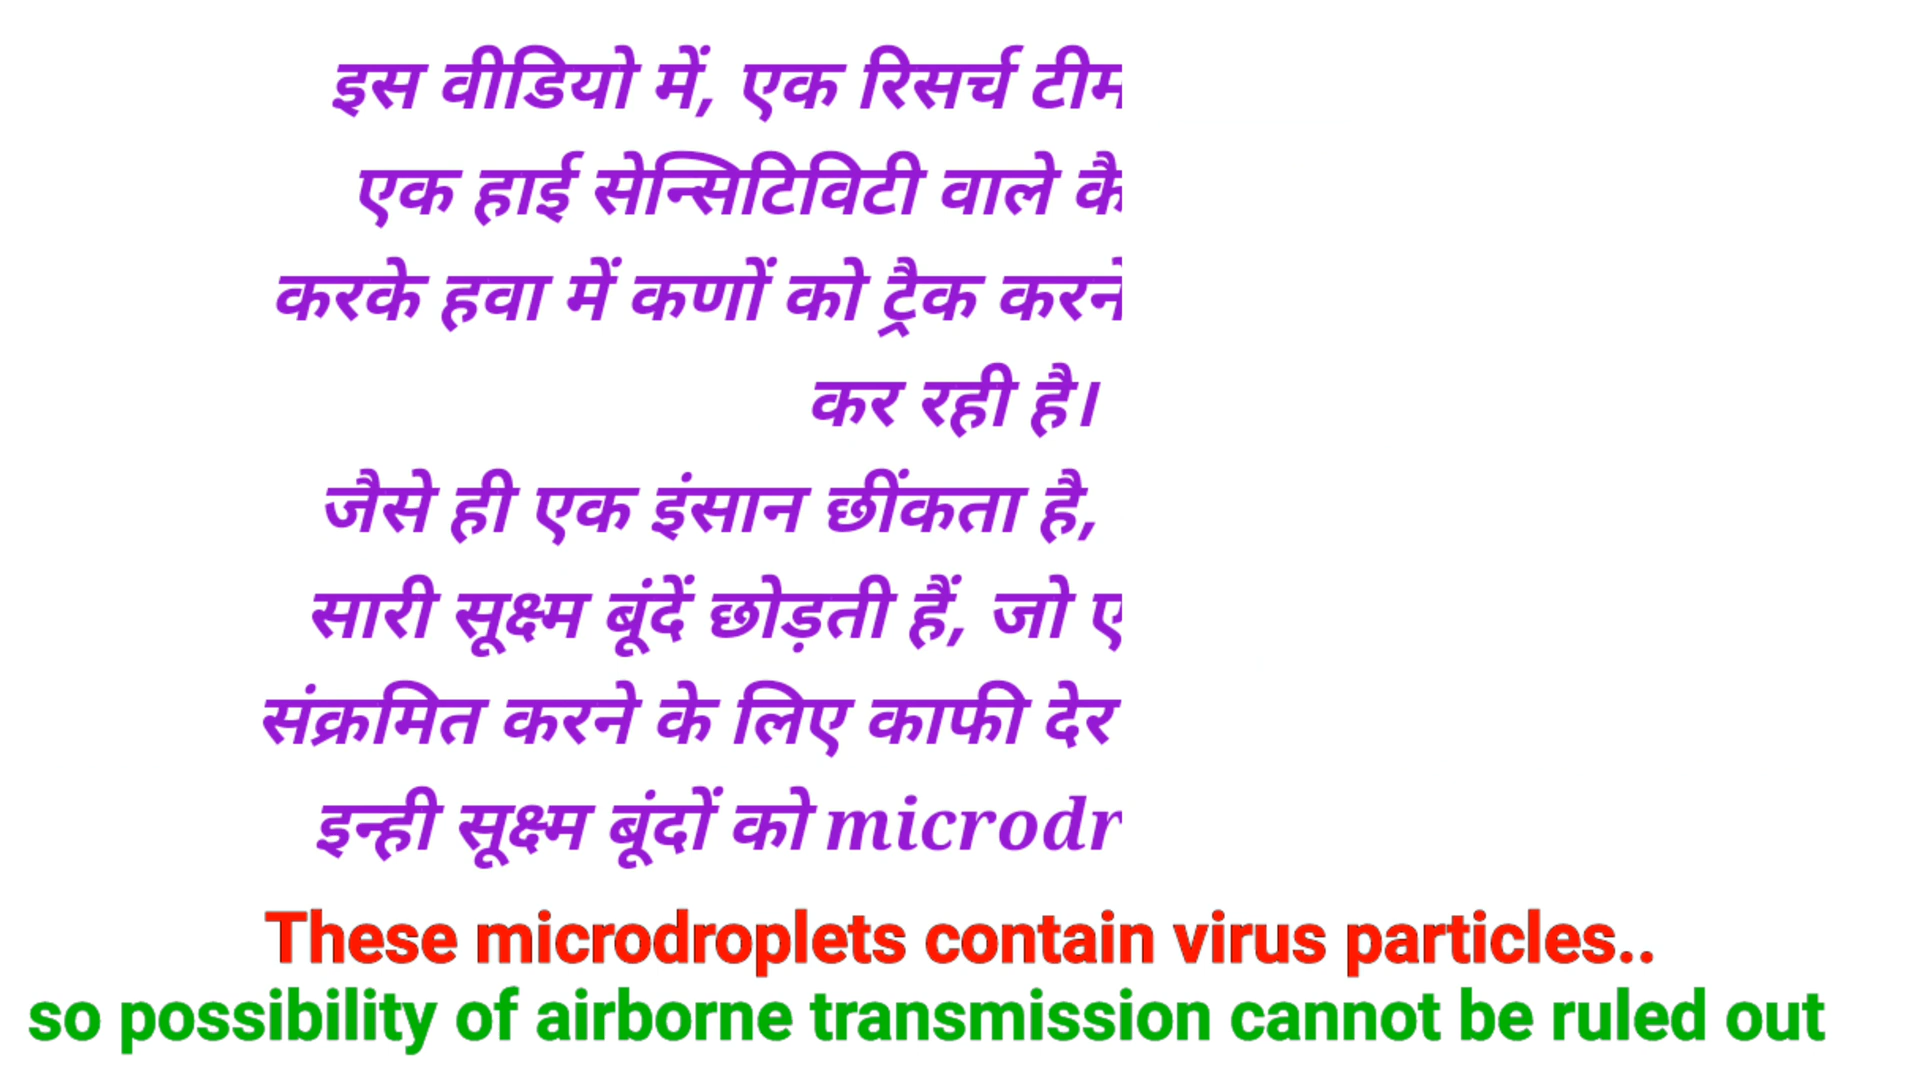 इस वीडियो में, एक रिसर्च टीम
एक हाई सेन्सिटिविटी वाले
करके हवा में कणों को ट्रैक करने
कर रही है।
जैसे ही एक इंसान छींकता है,
सारी सूक्ष्म बूंदें छोड़ती हैं, जो
संक्रमित करने के लिए काफी देर
इन्ही सूक्ष्म बूंदों को
These microdroplets contain virus particles..
so possibility of airborne transmission cannot be ruled out